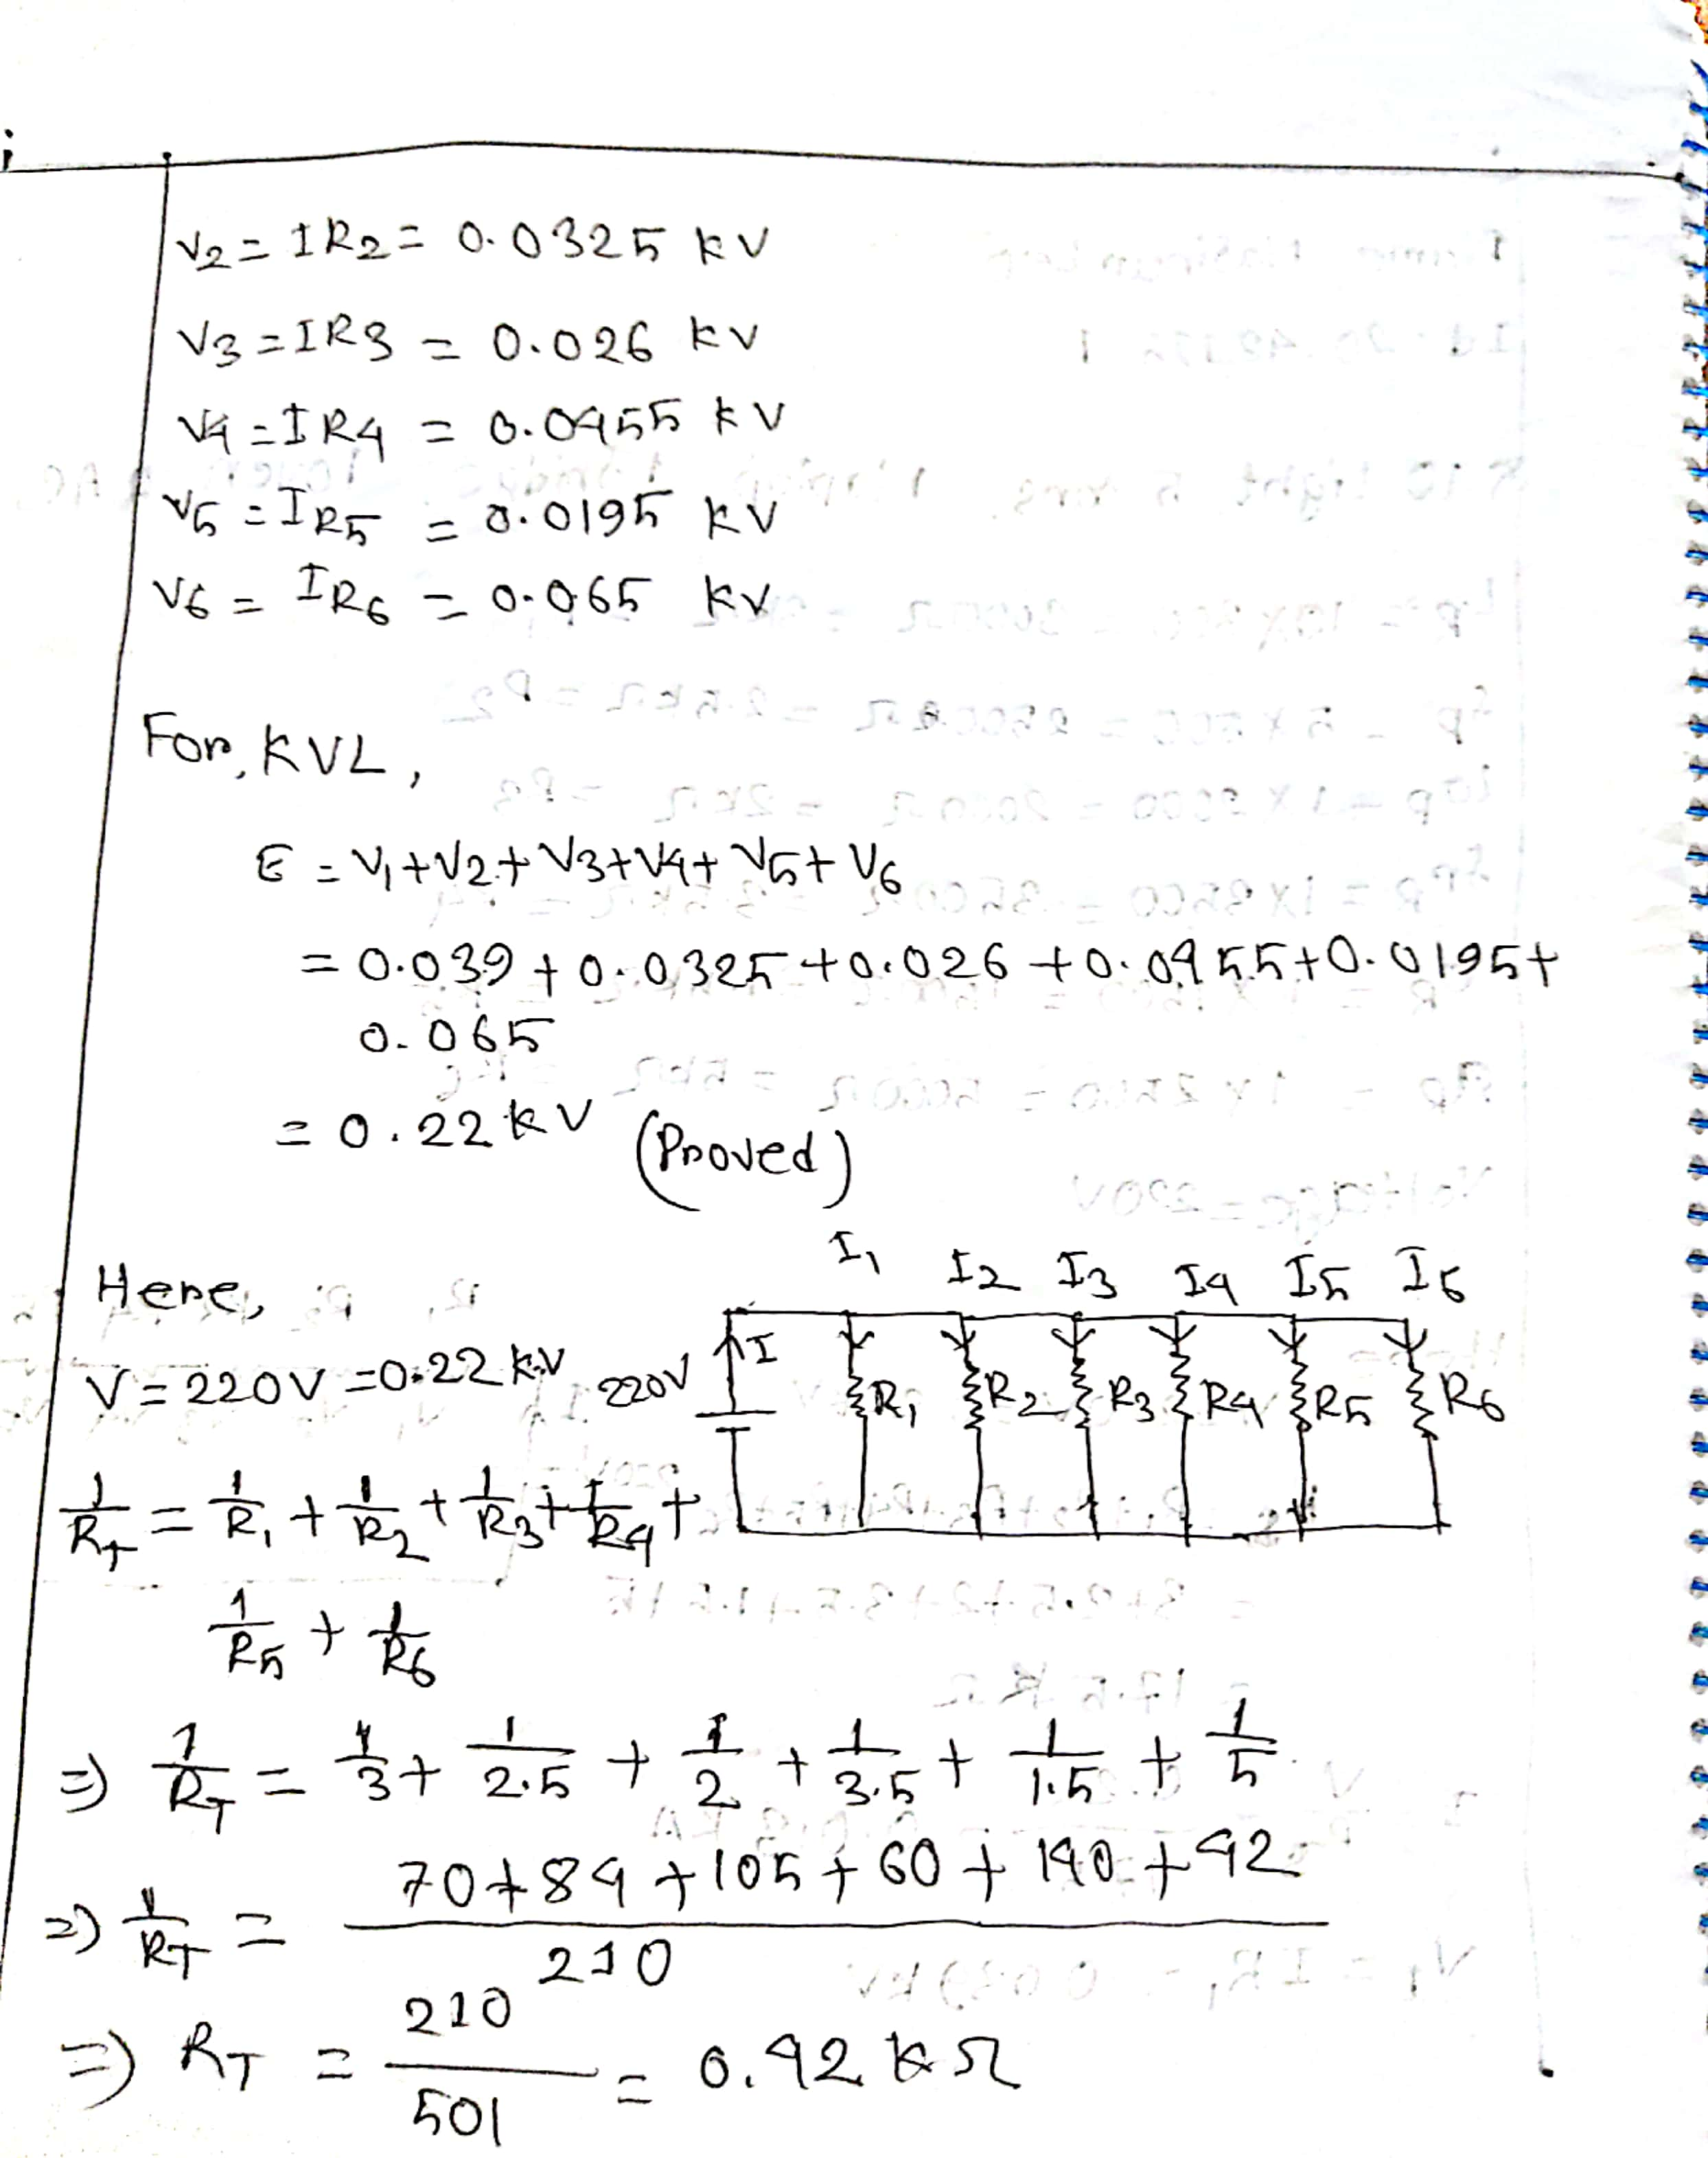 V2 = IR2 = 0.0325 kV
V3 = IR3 = 0.026 kV
V4 = IR4 = 0.0455 kV
V5 = IR5 = 0.0195 kV
V6 = IR6 = 0.065 kV
For, KVL,
E = V1+V2+V3+V4+V5+V6
= 0.039 + 0.0325 + 0.026 + 0.0455 + 0.0195 +
0.065
= 0.22 kV (Proved)
I1 I2 I3 I4 I5 I6
Here,
V = 220V = 0.22 kV
220V I R1 R2 R3 R4 R5 R6
1/RT = 1/R1 + 1/R2 + 1/R3 + 1/R4 +
1/R5 + 1/R6
=) 1/RT = 1/3 + 1/2.5 + 1/2 + 1/3.5 + 1/1.5 + 1/5
=) 1/RT = 70+84+105+60+140+42 / 210
=) RT = 210/501 = 0.42 kΩ